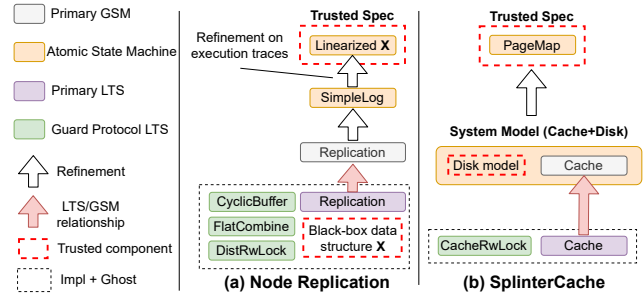 Primary GSM
Atomic State Machine
Primary LTS
Guard Protocol LTS
Refinement
LTS/GSM
relationship
Trusted component
Impl + Ghost
Trusted Spec
Refinement on
execution traces
Linearized X
SimpleLog
Replication
CyclicBuffer
Replication
FlatCombine
DistRwLock
Black-box data
structure X
(a) Node Replication
Trusted Spec
PageMap
System Model (Cache+Disk)
Disk model
Cache
CacheRwLock
Cache
(b) SplinterCache